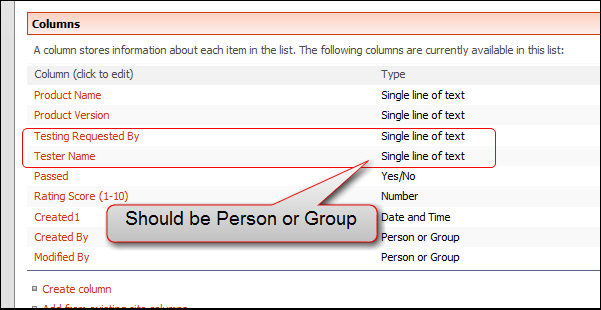 Columns
A column stores information about each item in the list. The following columns are currently available in this list:
Column (click to edit) Type
Product Name Single line of text
Product Version Single line of text
Testing Requested By Single line of text
Tester Name Single line of text
Passed Yes/No
Rating Score (1-10) Number
Created1 Date and Time
Should be Person or Group
Created By Person or Group
Modified By Person or Group
Create column
Add from existing site columns